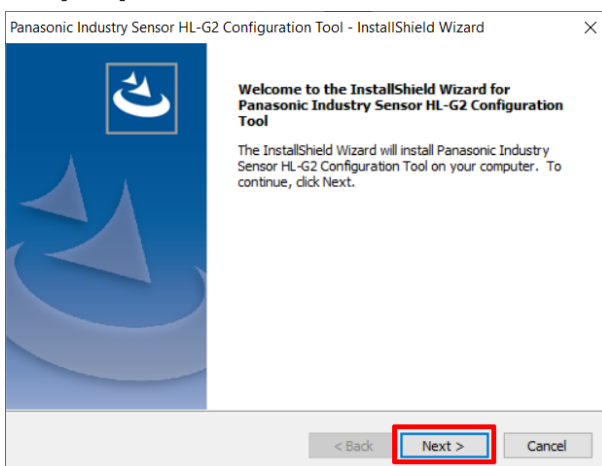 Panasonic Industry Sensor HL-G2 Configuration Tool - InstallShield Wizard
Welcome to the InstallShield Wizard for
Panasonic Industry Sensor HL-G2 Configuration
Tool
The InstallShield Wizard will install Panasonic Industry
Sensor HL-G2 Configuration Tool on your computer. To
continue, click Next.
< Back Next > Cancel